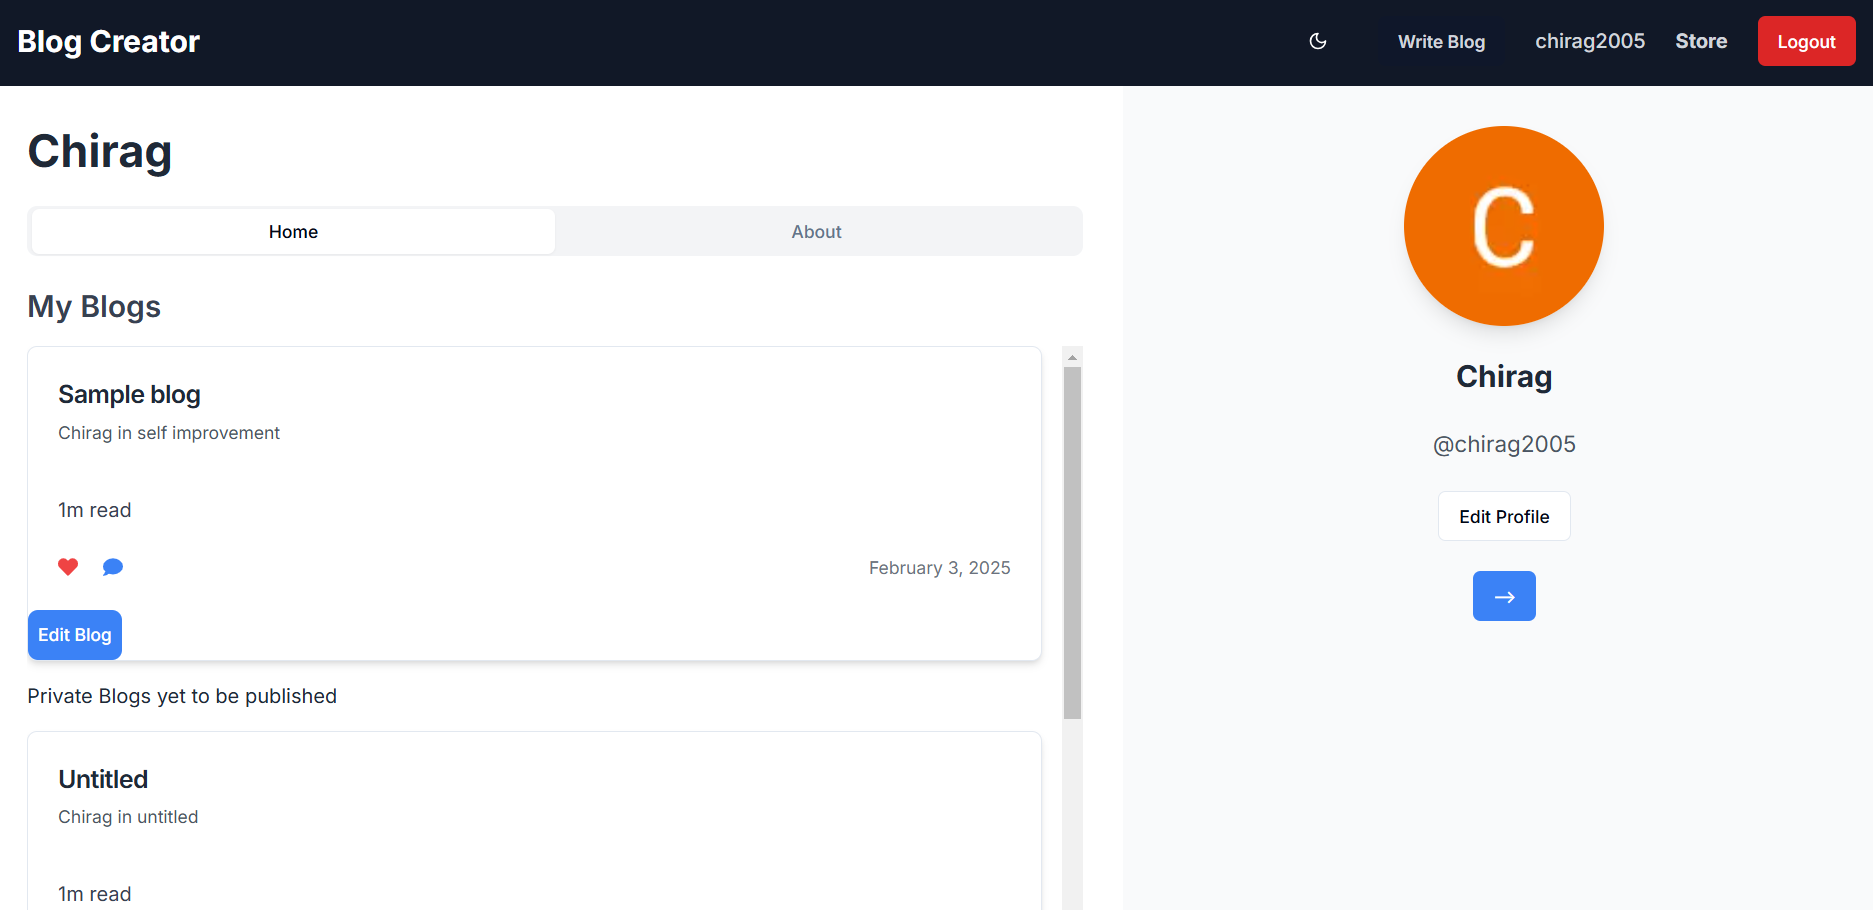 Blog Creator
Write Blog
chirag2005
Store
Logout
Chirag
Home
About
My Blogs
Sample blog
Chirag in self improvement
1m read
February 3, 2025
Edit Blog
Private Blogs yet to be published
Untitled
Chirag in untitled
1m read
C
Chirag
@chirag2005
Edit Profile